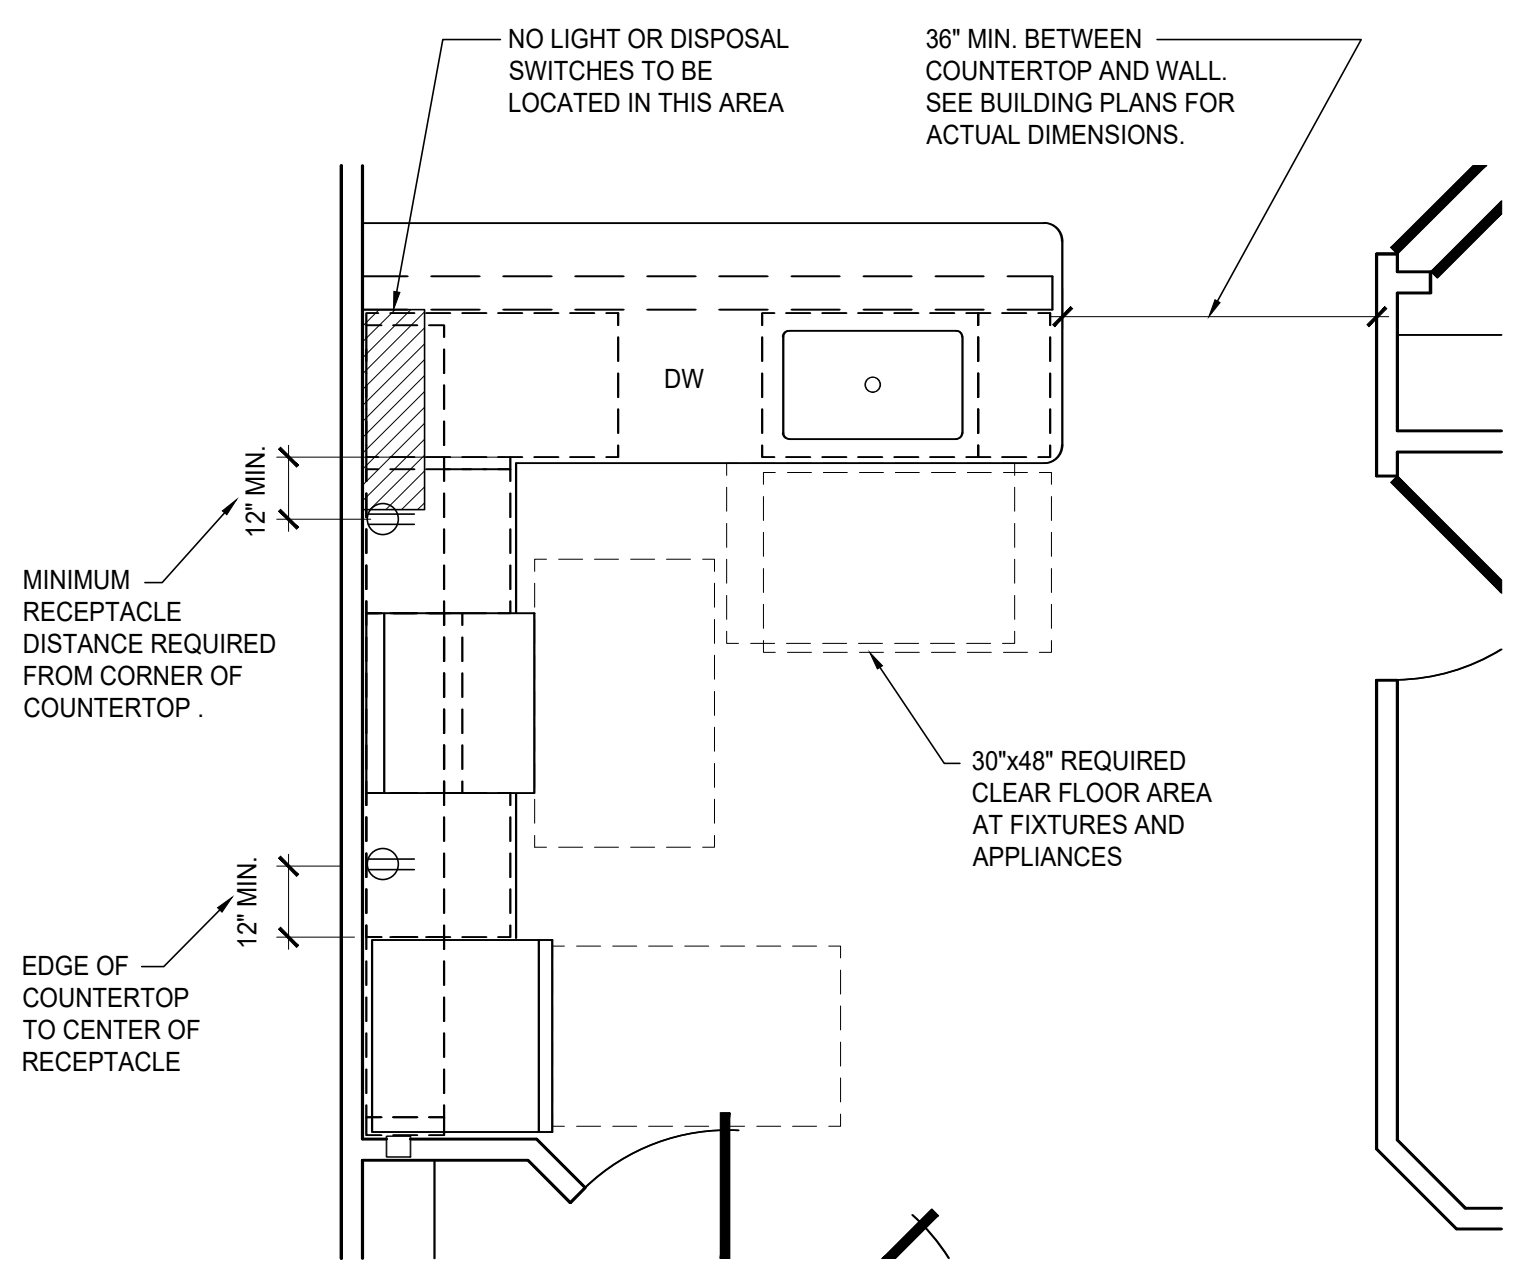 NO LIGHT OR DISPOSAL
SWITCHES TO BE
LOCATED IN THIS AREA
36" MIN. BETWEEN
COUNTERTOP AND WALL.
SEE BUILDING PLANS FOR
ACTUAL DIMENSIONS.
DW
12" MIN.
MINIMUM
RECEPTACLE
DISTANCE REQUIRED
FROM CORNER OF
COUNTERTOP .
30"x48" REQUIRED
CLEAR FLOOR AREA
AT FIXTURES AND
APPLIANCES
12" MIN.
EDGE OF
COUNTERTOP
TO CENTER OF
RECEPTACLE